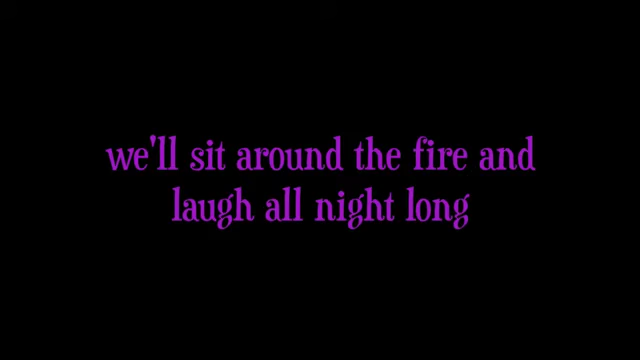 we'll sit around the fire and
laugh all night long